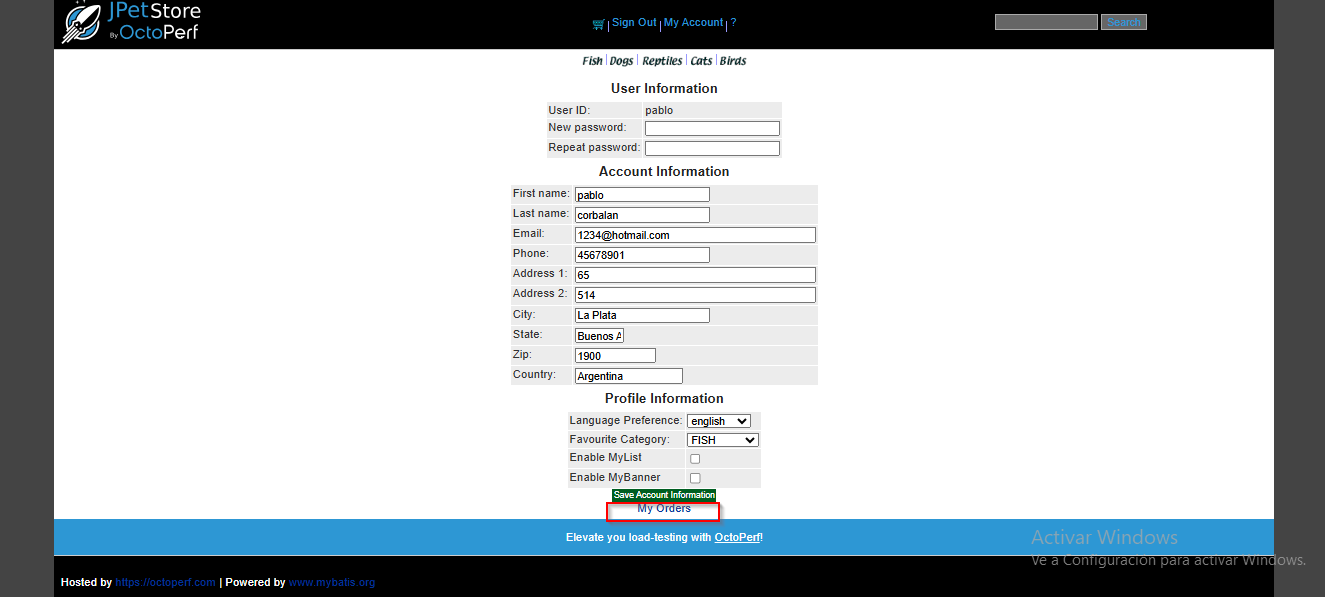 JPetStore
By OctoPerf
Sign Out | My Account | ?
Search
Fish | Dogs | Reptiles | Cats | Birds
User Information
User ID: pablo
New password:
Repeat password:
Account Information
First name: pablo
Last name: corbalan
Email: 1234@hotmail.com
Phone: 45678901
Address 1: 65
Address 2: 514
City: La Plata
State: Buenos A
Zip: 1900
Country: Argentina
Profile Information
Language Preference: english
Favourite Category: FISH
Enable MyList
Enable MyBanner
Save Account Information
My Orders
Elevate you load-testing with OctoPerf!
Activar Windows
Ve a Configuración para activar Windows.
Hosted by https://octoperf.com | Powered by www.mybatis.org